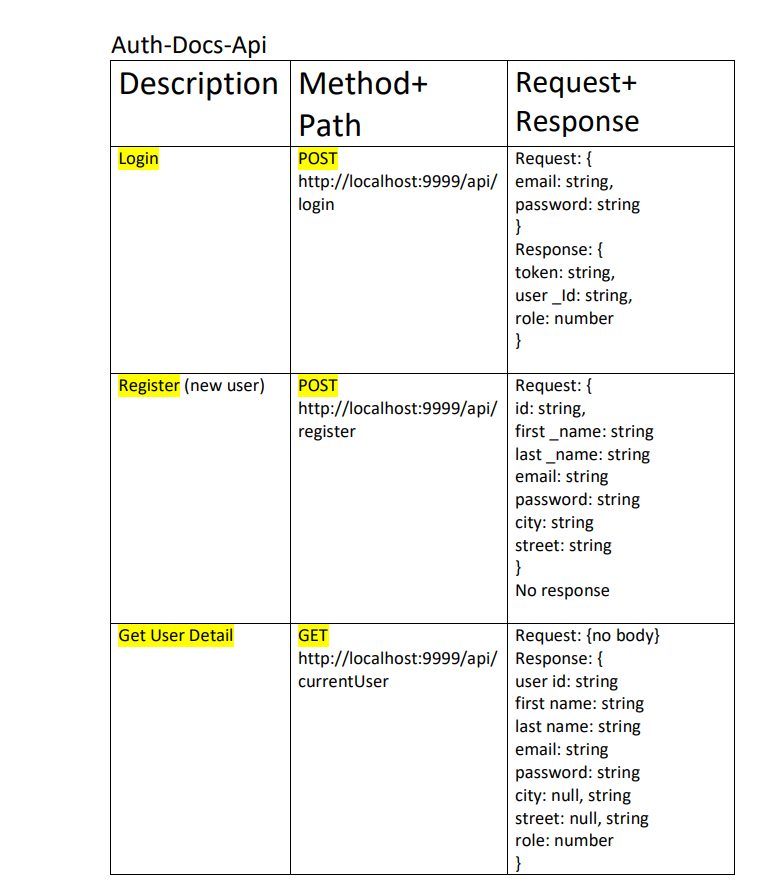 Auth-Docs-Api
Description
Method+
Path
Request+
Response
Login
POST
http://localhost:9999/api/
login
Request: {
email: string,
password: string
}
Response: {
token: string,
user _Id: string,
role: number
}
Register (new user)
POST
http://localhost:9999/api/
register
Request: {
id: string,
first _name: string
last _name: string
email: string
password: string
city: string
street: string
}
No response
Get User Detail
GET
http://localhost:9999/api/
currentUser
Request: {no body}
Response: {
user id: string
first name: string
last name: string
email: string
password: string
city: null, string
street: null, string
role: number
}